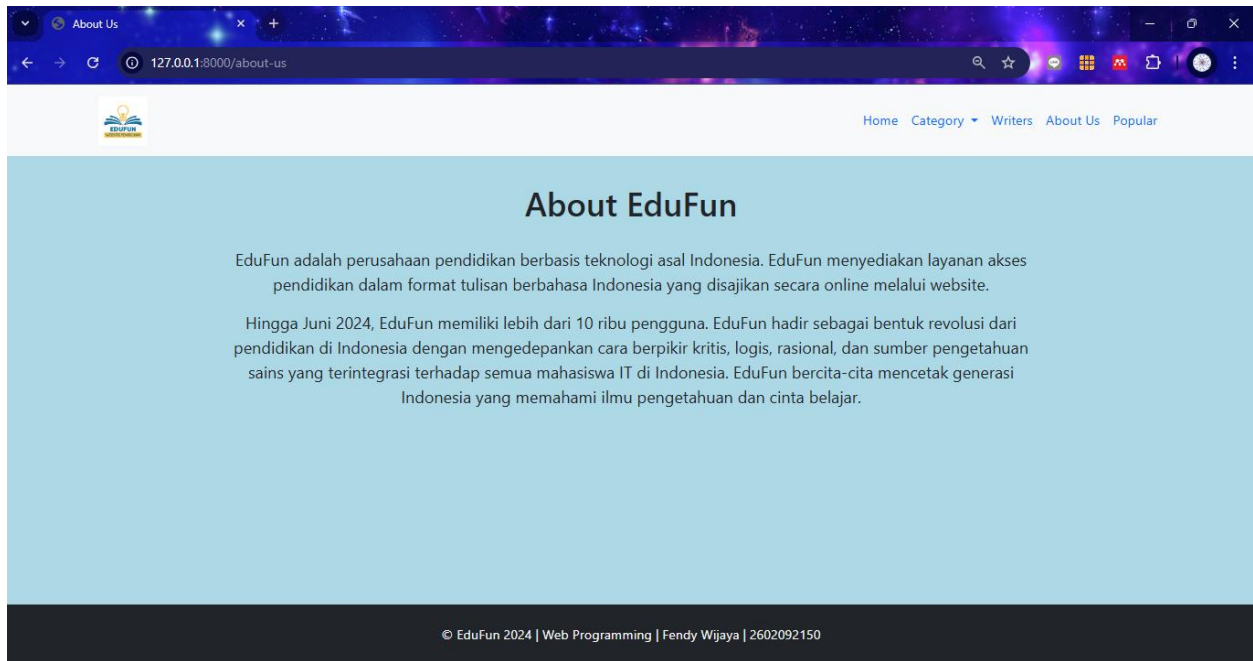 About Us
127.0.0.1:8000/about-us
EDUFUN
Home Category Writers About Us Popular
About EduFun
EduFun adalah perusahaan pendidikan berbasis teknologi asal Indonesia. EduFun menyediakan layanan akses
pendidikan dalam format tulisan berbahasa Indonesia yang disajikan secara online melalui website.
Hingga Juni 2024, EduFun memiliki lebih dari 10 ribu pengguna. EduFun hadir sebagai bentuk revolusi dari
pendidikan di Indonesia dengan mengedepankan cara berpikir kritis, logis, rasional, dan sumber pengetahuan
sains yang terintegrasi terhadap semua mahasiswa IT di Indonesia. EduFun bercita-cita mencetak generasi
Indonesia yang memahami ilmu pengetahuan dan cinta belajar.
© EduFun 2024 | Web Programming | Fendy Wijaya | 2602092150